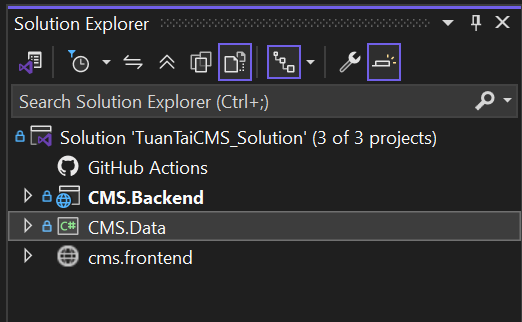 Solution Explorer
Search Solution Explorer (Ctrl+;)
Solution 'TuanTaiCMS_Solution' (3 of 3 projects)
GitHub Actions
CMS.Backend
C# CMS.Data
cms.frontend